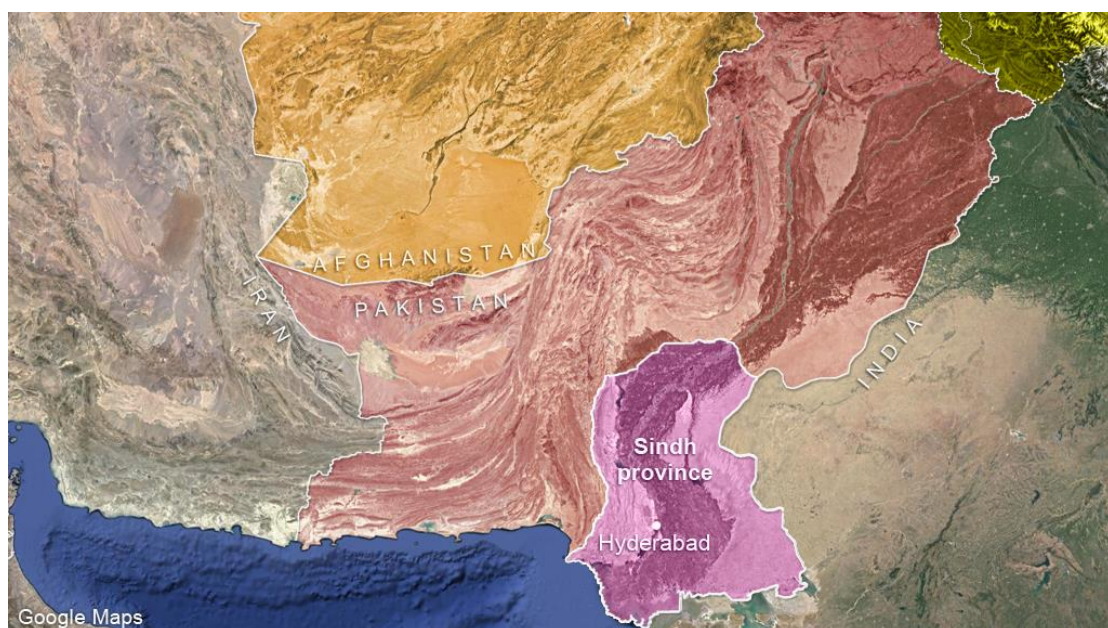 AFGHANISTAN
PAKISTAN
IRAN
INDIA
Sindh
province
Hyderabad
Google Maps